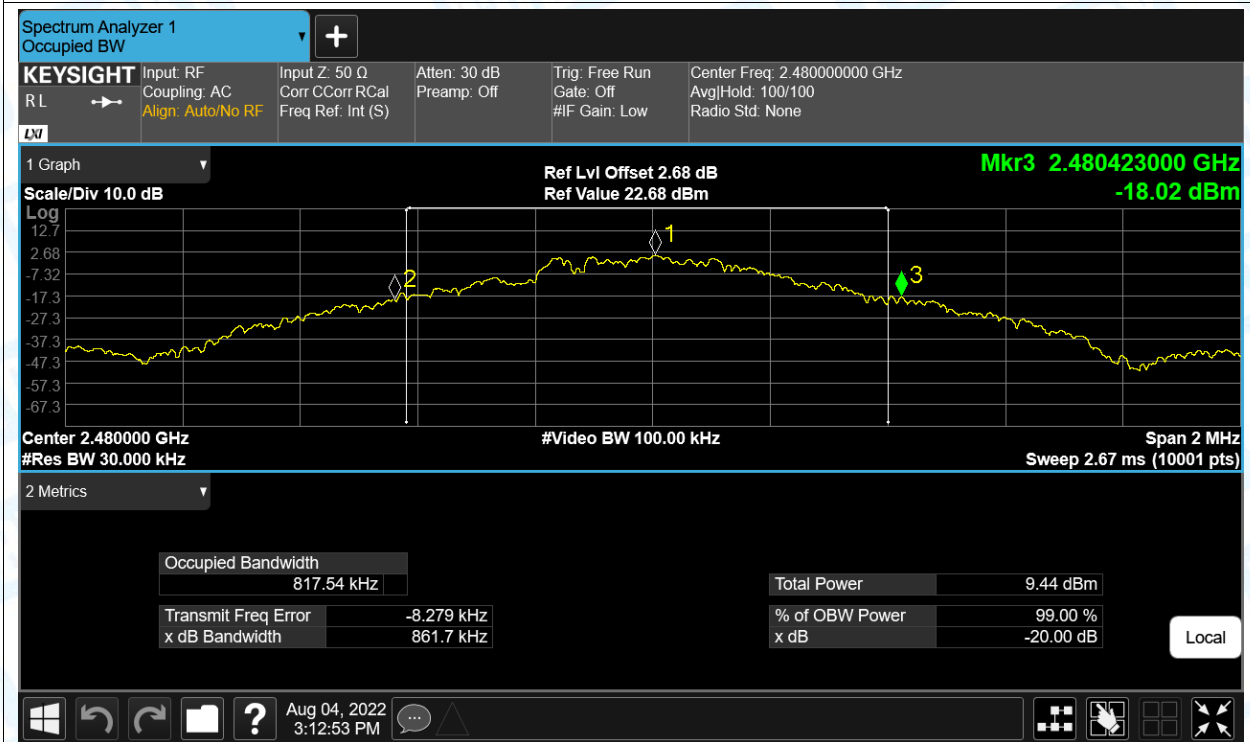 Spectrum Analyzer 1
Occupied BW
KEYSIGHT
R L
LXI
Input: RF
Coupling: AC
Align: Auto/No RF
Input Z: 50 Ω
Corr CCorr RCal
Freq Ref: Int (S)
Atten: 30 dB
Preamp: Off
Trig: Free Run
Gate: Off
#IF Gain: Low
Center Freq: 2.480000000 GHz
Avg|Hold: 100/100
Radio Std: None
1 Graph
Scale/Div 10.0 dB
Ref Lvl Offset 2.68 dB
Ref Value 22.68 dBm
Mkr3 2.480423000 GHz
-18.02 dBm
Log
12.7
2.68
-7.32
-17.3
-27.3
-37.3
-47.3
-57.3
-67.3
1
2
3
Center 2.480000 GHz
#Video BW 100.00 kHz
Span 2 MHz
#Res BW 30.000 kHz
Sweep 2.67 ms (10001 pts)
2 Metrics
Occupied Bandwidth
817.54 kHz
Transmit Freq Error -8.279 kHz
x dB Bandwidth 861.7 kHz
Total Power 9.44 dBm
% of OBW Power 99.00 %
x dB -20.00 dB
Local
?
Aug 04, 2022
3:12:53 PM